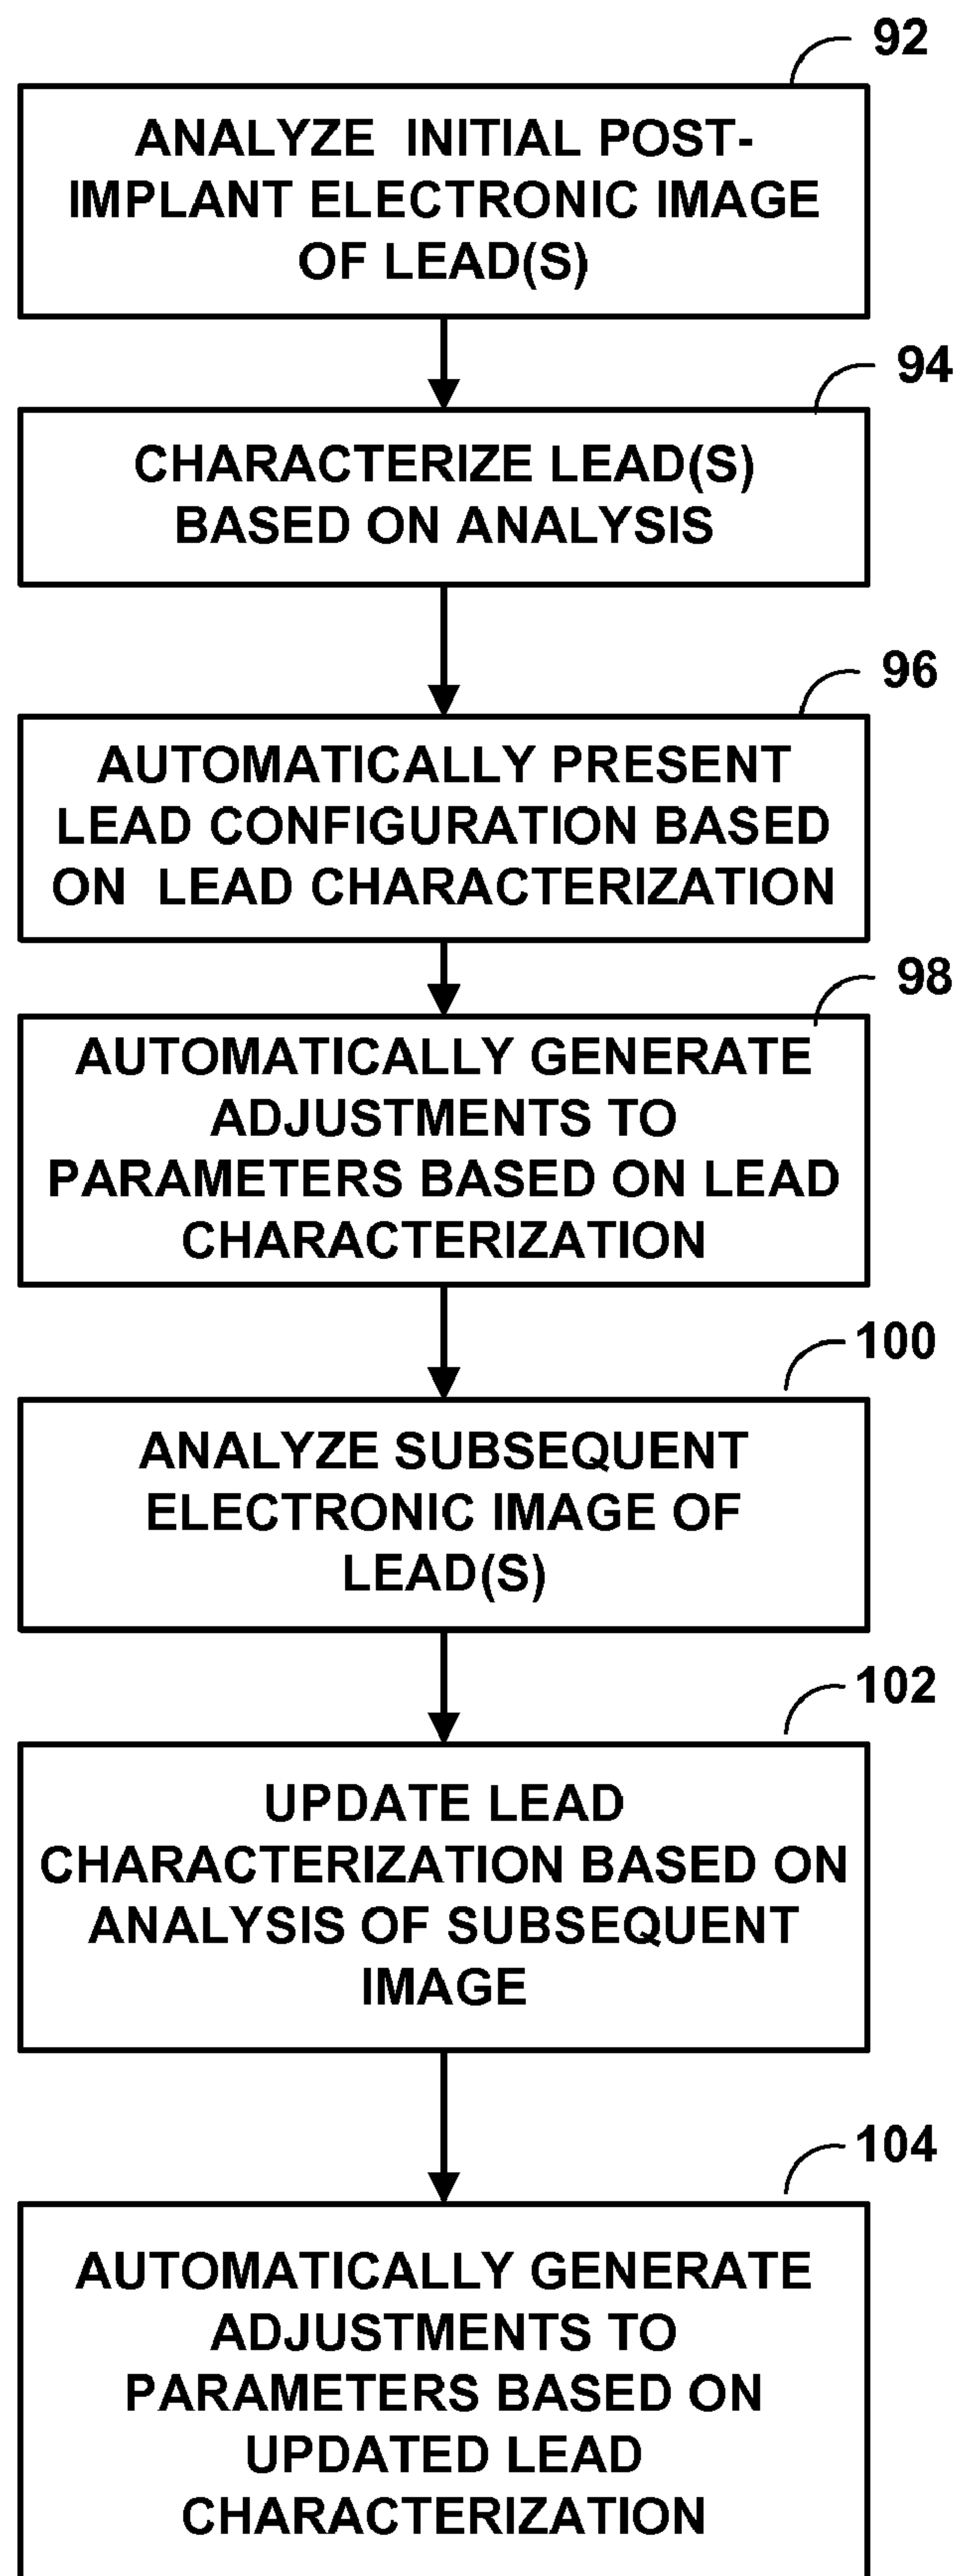 92
ANALYZE INITIAL POST-
IMPLANT ELECTRONIC IMAGE
OF LEAD(S)
94
CHARACTERIZE LEAD(S)
BASED ON ANALYSIS
96
AUTOMATICALLY PRESENT
LEAD CONFIGURATION BASED
ON LEAD CHARACTERIZATION
98
AUTOMATICALLY GENERATE
ADJUSTMENTS TO
PARAMETERS BASED ON LEAD
CHARACTERIZATION
100
ANALYZE SUBSEQUENT
ELECTRONIC IMAGE OF
LEAD(S)
102
UPDATE LEAD
CHARACTERIZATION BASED ON
ANALYSIS OF SUBSEQUENT
IMAGE
104
AUTOMATICALLY GENERATE
ADJUSTMENTS TO
PARAMETERS BASED ON
UPDATED LEAD
CHARACTERIZATION